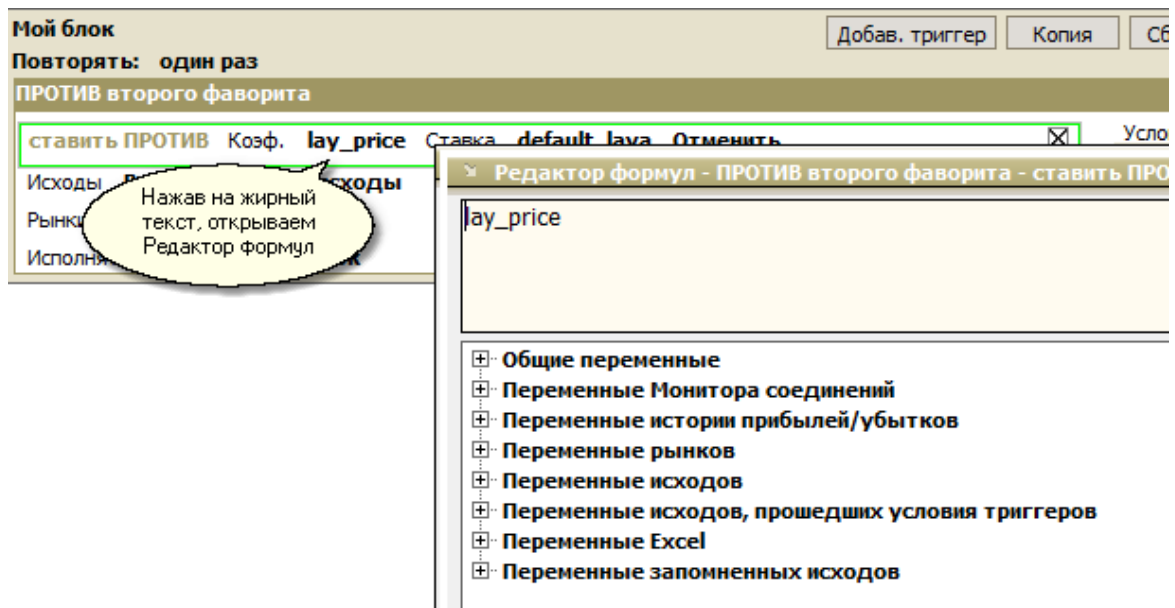 Мой блок
Добав. триггер
Копия
Сб
Повторять: один раз
ПРОТИВ второго фаворита
ставить ПРОТИВ Коэф. lay_price Ставка default_laya Отменить
Усло
Исходы
сходы
Рынки
Исполня
Нажав на жирный
текст, открываем
Редактор формул
Редактор формул - ПРОТИВ второго фаворита - ставить ПРО
lay_price
Общие переменные
Переменные Монитора соединений
Переменные истории прибылей/убытков
Переменные рынков
Переменные исходов
Переменные исходов, прошедших условия триггеров
Переменные Excel
Переменные запомненных исходов